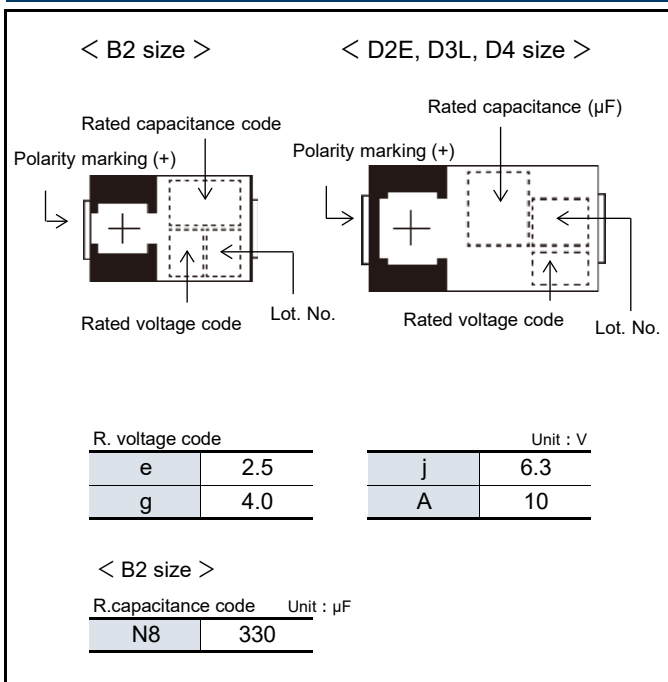 < B2 size >
< D2E, D3L, D4 size >
Rated capacitance (µF)
Rated capacitance code
Polarity marking (+)
Polarity marking (+)
Rated voltage code
Lot. No.
Rated voltage code
Lot. No.
R. voltage code
Unit : V
e 2.5
j 6.3
g 4.0
A 10
< B2 size >
R.capacitance code Unit : µF
N8 330